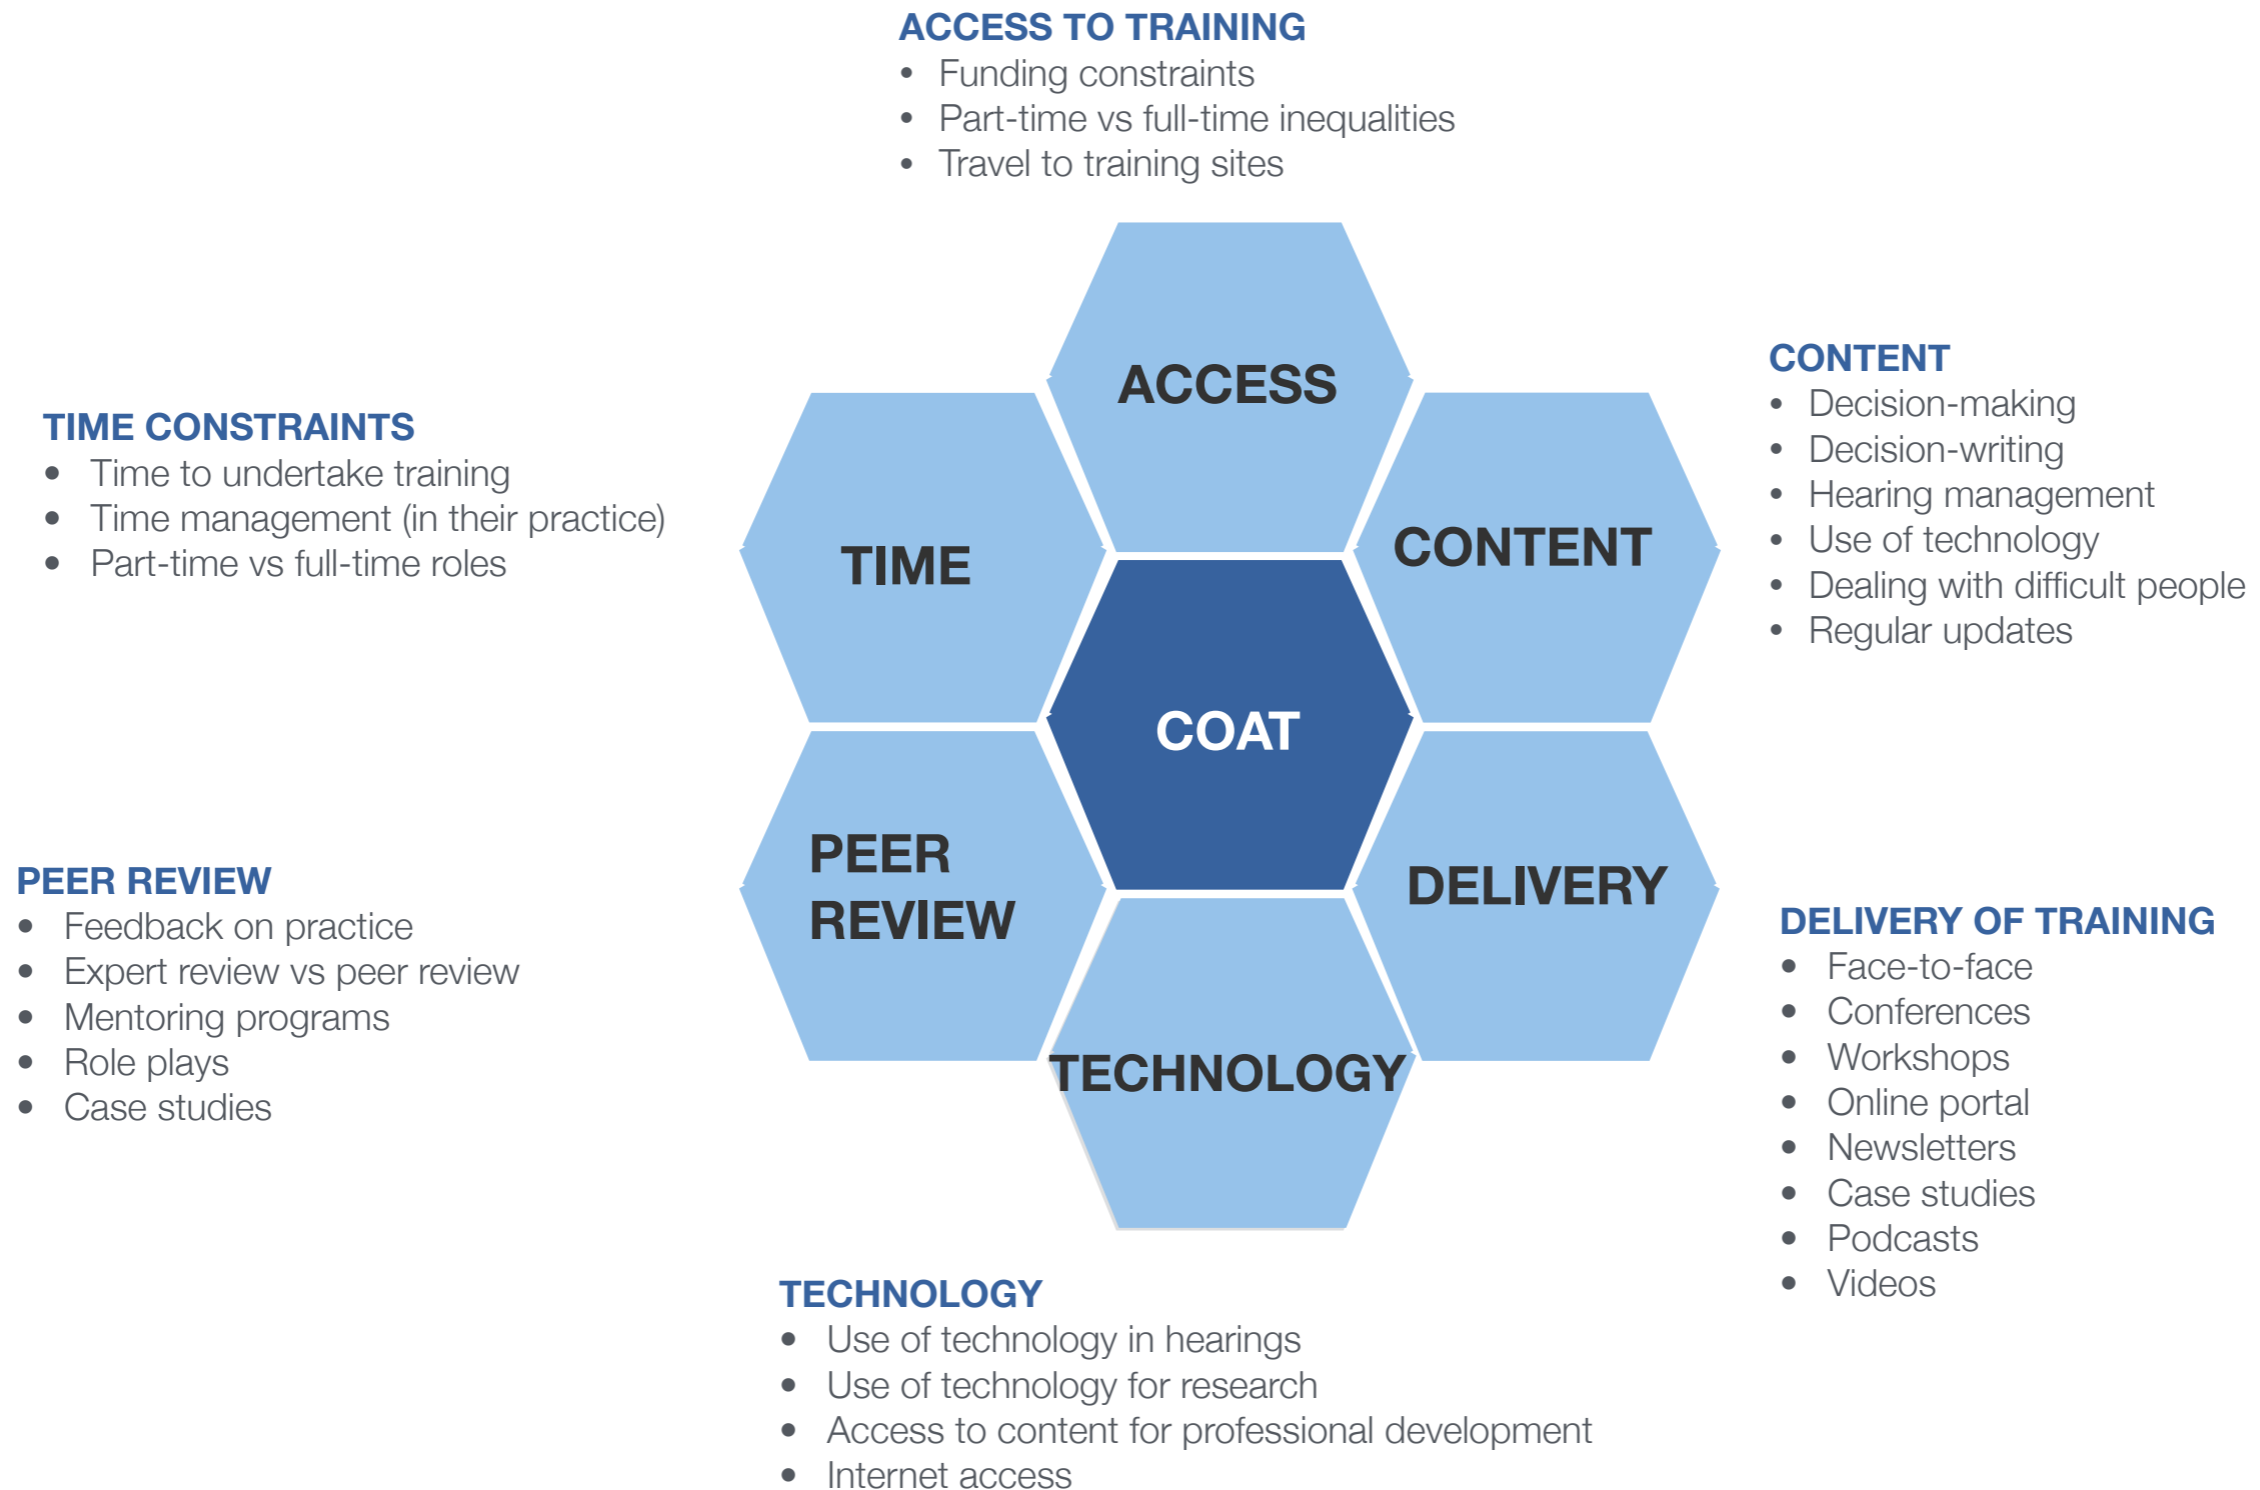 ACCESS TO TRAINING
• Funding constraints
• Part-time vs full-time inequalities
• Travel to training sites
ACCESS
CONTENT
• Decision-making
• Decision-writing
• Hearing management
• Use of technology
• Dealing with difficult people
• Regular updates
TIME CONSTRAINTS
• Time to undertake training
• Time management (in their practice)
• Part-time vs full-time roles
TIME
CONTENT
COAT
PEER
REVIEW
DELIVERY
PEER REVIEW
• Feedback on practice
• Expert review vs peer review
• Mentoring programs
• Role plays
• Case studies
DELIVERY OF TRAINING
• Face-to-face
• Conferences
• Workshops
• Online portal
• Newsletters
• Case studies
• Podcasts
• Videos
TECHNOLOGY
TECHNOLOGY
• Use of technology in hearings
• Use of technology for research
• Access to content for professional development
• Internet access